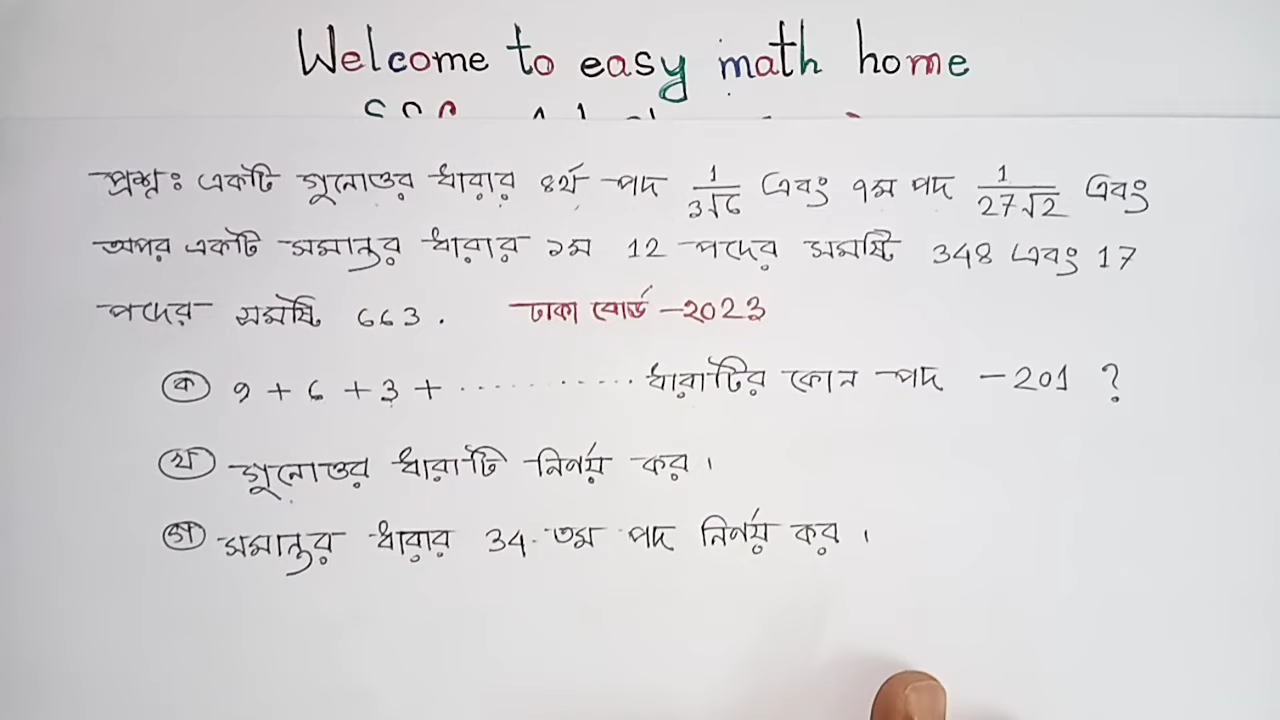 Welcome to easy math home
প্রশ্নঃ একটি গুনোত্তর ধারার ৪র্থ পদ 1/3√6 এবং ৭ম পদ 1/27√2 এবং
অপর একটি সমান্তর ধারার ১ম 12 পদের সমষ্টি 348 এবং 17
পদের সমষ্টি 663. ঢাকা বোর্ড -২০২৩
ক 9 + 6 + 3 + ............ ধারাটির কোন পদ -201 ?
খ গুনোত্তর ধারাটি নির্ণয় কর।
গ সমান্তর ধারার 34. তম পদ নির্ণয় কর।